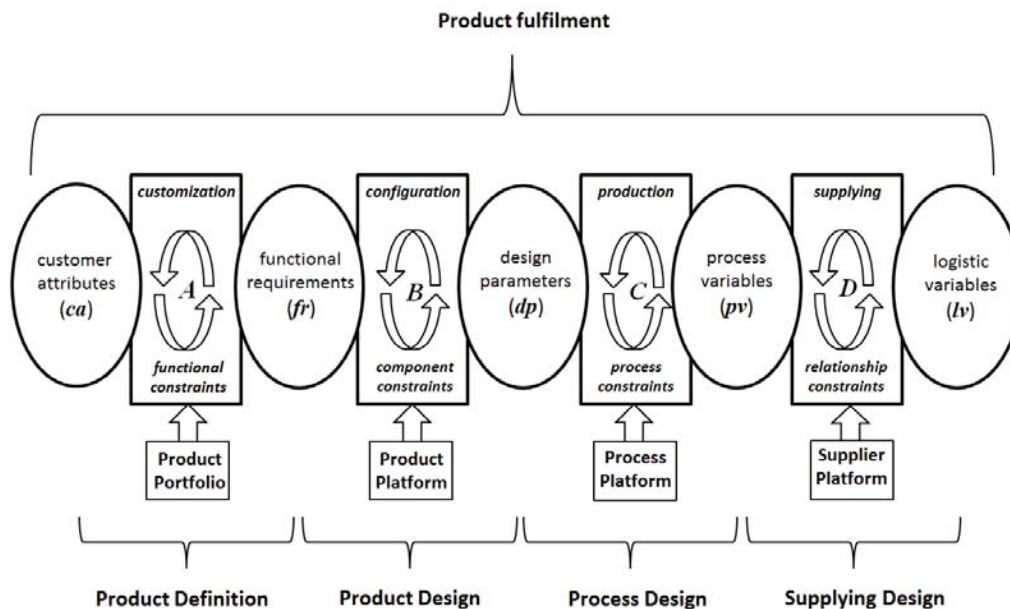 Product fulfilment
customization
configuration
production
supplying
customer
attributes
(ca)
A
functional
requirements
(fr)
B
design
parameters
(dp)
C
process
variables
(pv)
D
logistic
variables
(lv)
functional
constraints
component
constraints
process
constraints
relationship
constraints
Product
Portfolio
Product
Platform
Process
Platform
Supplier
Platform
Product Definition
Product Design
Process Design
Supplying Design